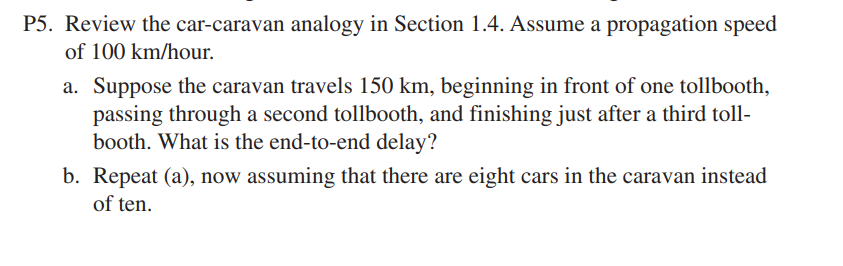 P5. Review the car-caravan analogy in Section 1.4. Assume a propagation speed
of 100 km/hour.
a. Suppose the caravan travels 150 km, beginning in front of one tollbooth,
passing through a second tollbooth, and finishing just after a third toll-
booth. What is the end-to-end delay?
b. Repeat (a), now assuming that there are eight cars in the caravan instead
of ten.